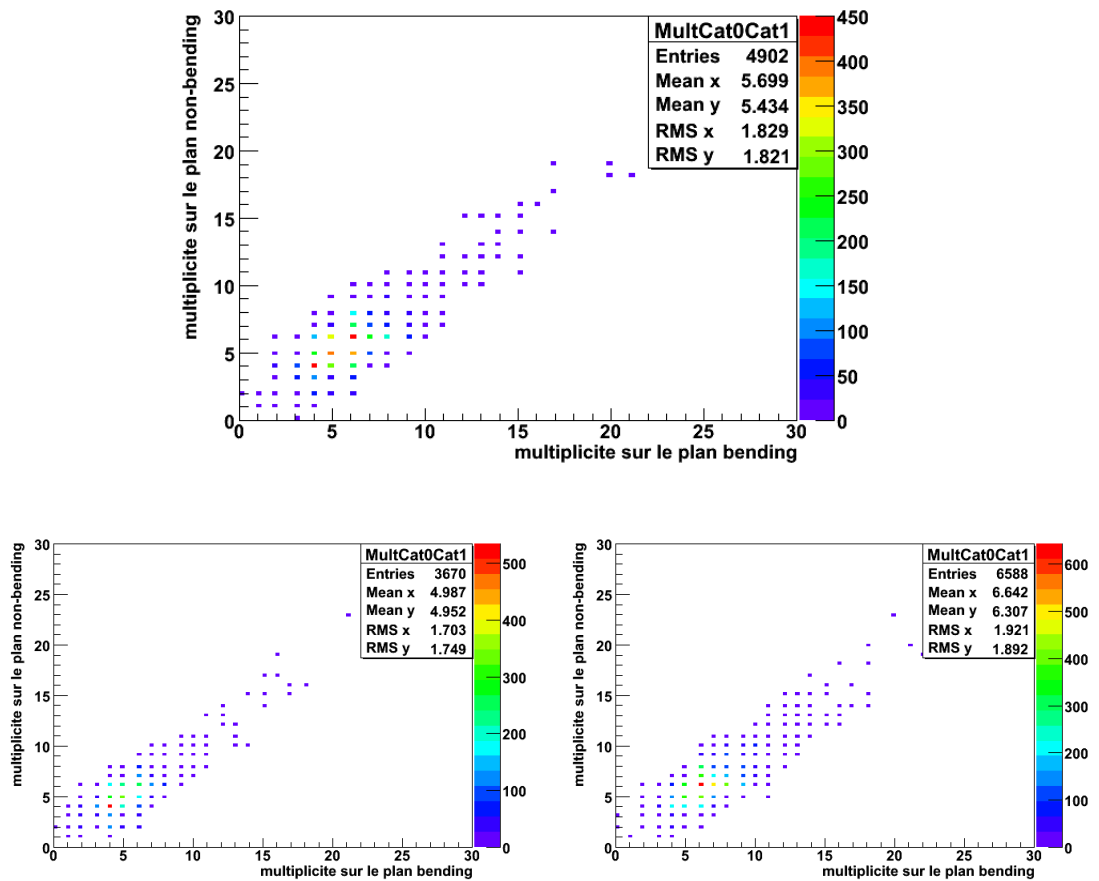 multiplicite sur le plan non-bending
30
25
20
15
10
5
0
0 5 10 15 20 25 30
multiplicite sur le plan bending
MultCat0Cat1
Entries 4902
Mean x 5.699
Mean y 5.434
RMS x 1.829
RMS y 1.821
450
400
350
300
250
200
150
100
50
0
multiplicite sur le plan non-bending
30
25
20
15
10
5
0
0 5 10 15 20 25 30
multiplicite sur le plan bending
MultCat0Cat1
Entries 3670
Mean x 4.987
Mean y 4.952
RMS x 1.703
RMS y 1.749
500
400
300
200
100
0
multiplicite sur le plan non-bending
30
25
20
15
10
5
0
0 5 10 15 20 25 30
multiplicite sur le plan bending
MultCat0Cat1
Entries 6588
Mean x 6.642
Mean y 6.307
RMS x 1.921
RMS y 1.892
600
500
400
300
200
100
0